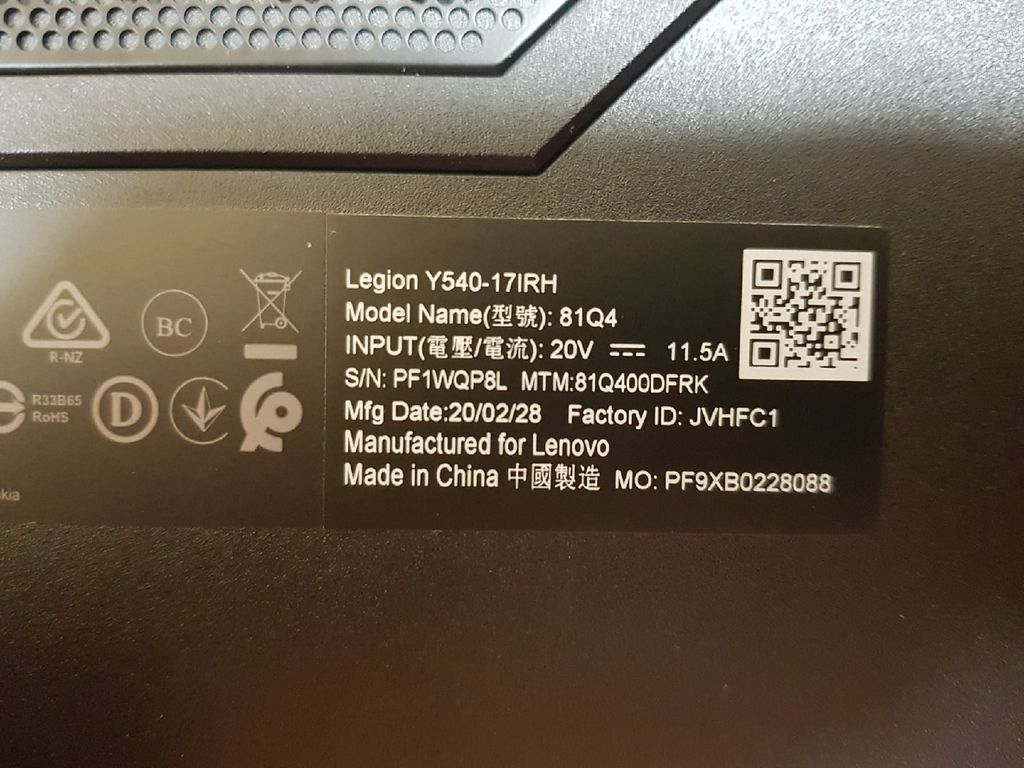 Legion Y540-17IRH
Model Name(型號): 81Q4
INPUT(電壓/電流): 20V ⎓ 11.5A
S/N: PF1WQP8L MTM:81Q400DFRK
Mfg Date:20/02/28 Factory ID: JVHFC1
Manufactured for Lenovo
Made in China 中國製造 MO: PF9XB0228088
R-NZ
BC
R33B65
RoHS
D
kia